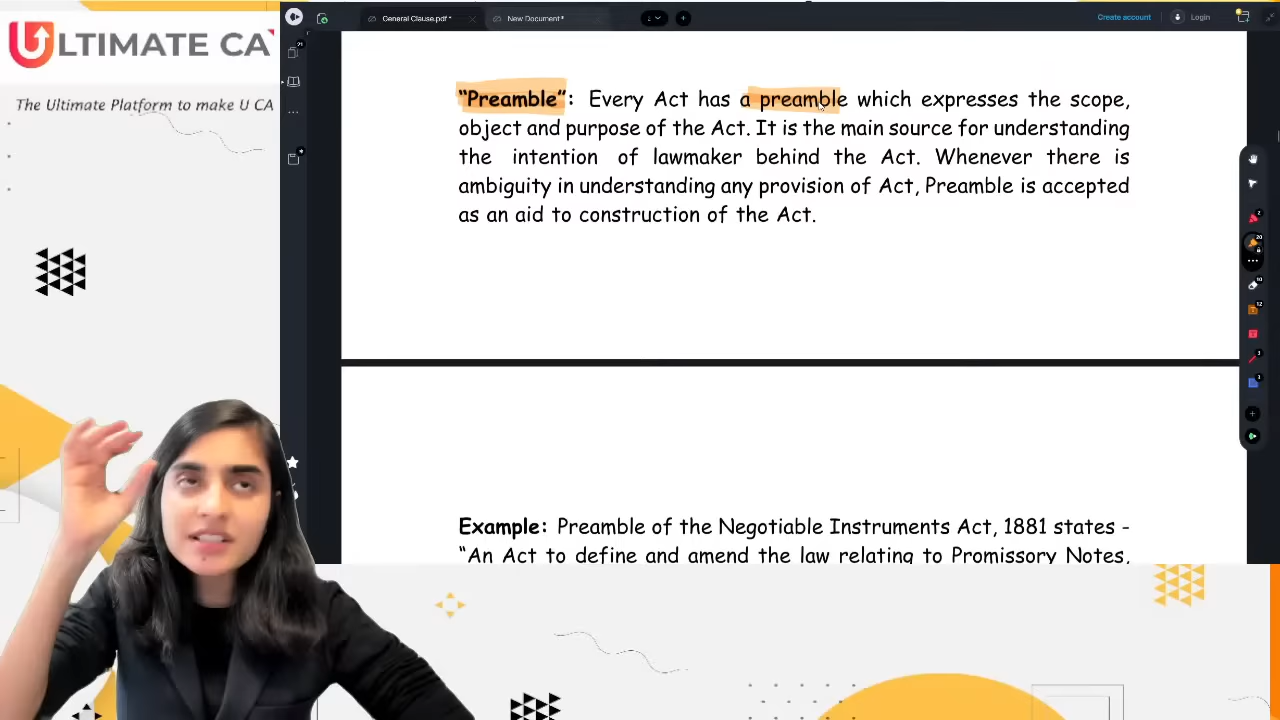 ULTIMATE CA
The Ultimate Platform to make U CA
General Clause.pdf *
New Document*
Create account
Login
"Preamble": Every Act has a preamble which expresses the scope,
object and purpose of the Act. It is the main source for understanding
the intention of lawmaker behind the Act. Whenever there is
ambiguity in understanding any provision of Act, Preamble is accepted
as an aid to construction of the Act.
Example: Preamble of the Negotiable Instruments Act, 1881 states -
"An Act to define and amend the law relating to Promissory Notes,